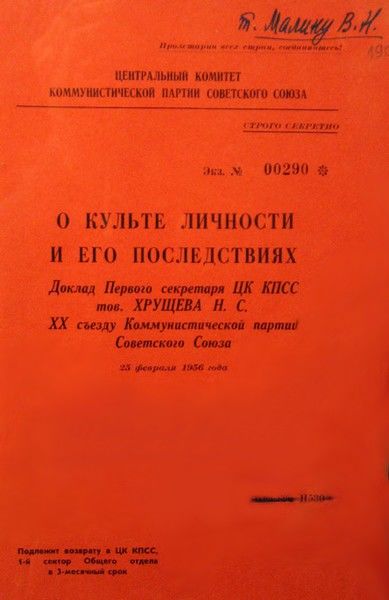 т. Малину В. Н.
Пролетарии всех стран, соединяйтесь!
ЦЕНТРАЛЬНЫЙ КОМИТЕТ
КОММУНИСТИЧЕСКОЙ ПАРТИИ СОВЕТСКОГО СОЮЗА
СТРОГО СЕКРЕТНО
Экз. № 00290 *
О КУЛЬТЕ ЛИЧНОСТИ
И ЕГО ПОСЛЕДСТВИЯХ
Доклад Первого секретаря ЦК КПСС
тов. ХРУЩЕВА Н. С.
XX съезду Коммунистической партии
Советского Союза
25 февраля 1956 года
П530
Подлежит возврату в ЦК КПСС,
1-й сектор Общего отдела
в 3-месячный срок